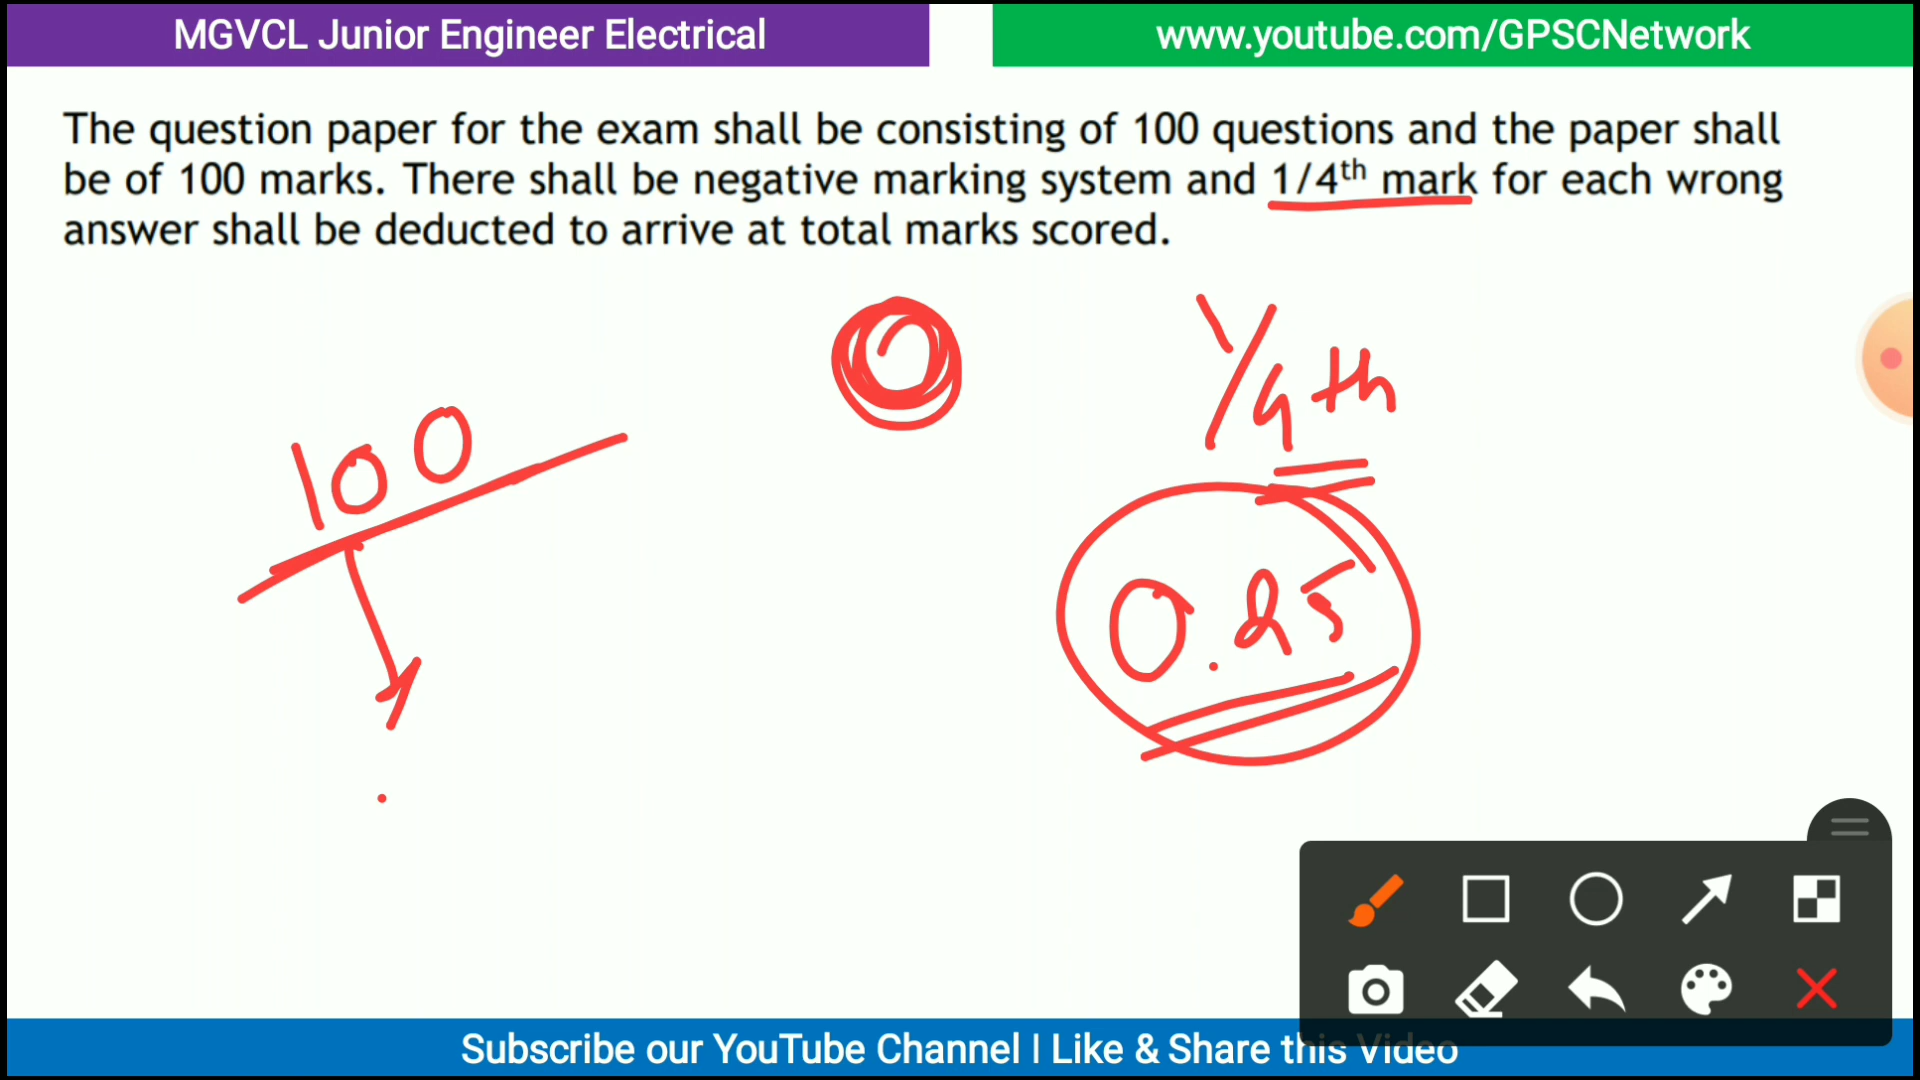 MGVCL Junior Engineer Electrical
www.youtube.com/GPSCNetwork
The question paper for the exam shall be consisting of 100 questions and the paper shall
be of 100 marks. There shall be negative marking system and 1/4th mark for each wrong
answer shall be deducted to arrive at total marks scored.
1/4th
100
0.25
Subscribe our YouTube Channel | Like & Share this Video